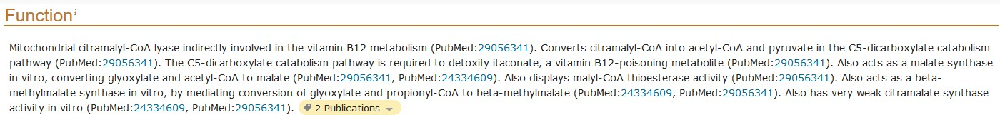 Functionⁱ
Mitochondrial citramalyl-CoA lyase indirectly involved in the vitamin B12 metabolism (PubMed:29056341). Converts citramalyl-CoA into acetyl-CoA and pyruvate in the C5-dicarboxylate catabolism
pathway (PubMed:29056341). The C5-dicarboxylate catabolism pathway is required to detoxify itaconate, a vitamin B12-poisoning metabolite (PubMed:29056341). Also acts as a malate synthase
in vitro, converting glyoxylate and acetyl-CoA to malate (PubMed:29056341, PubMed:24334609). Also displays malyl-CoA thioesterase activity (PubMed:29056341). Also acts as a beta-
methylmalate synthase in vitro, by mediating conversion of glyoxylate and propionyl-CoA to beta-methylmalate (PubMed:24334609, PubMed:29056341). Also has very weak citramalate synthase
activity in vitro (PubMed:24334609, PubMed:29056341). 2 Publications